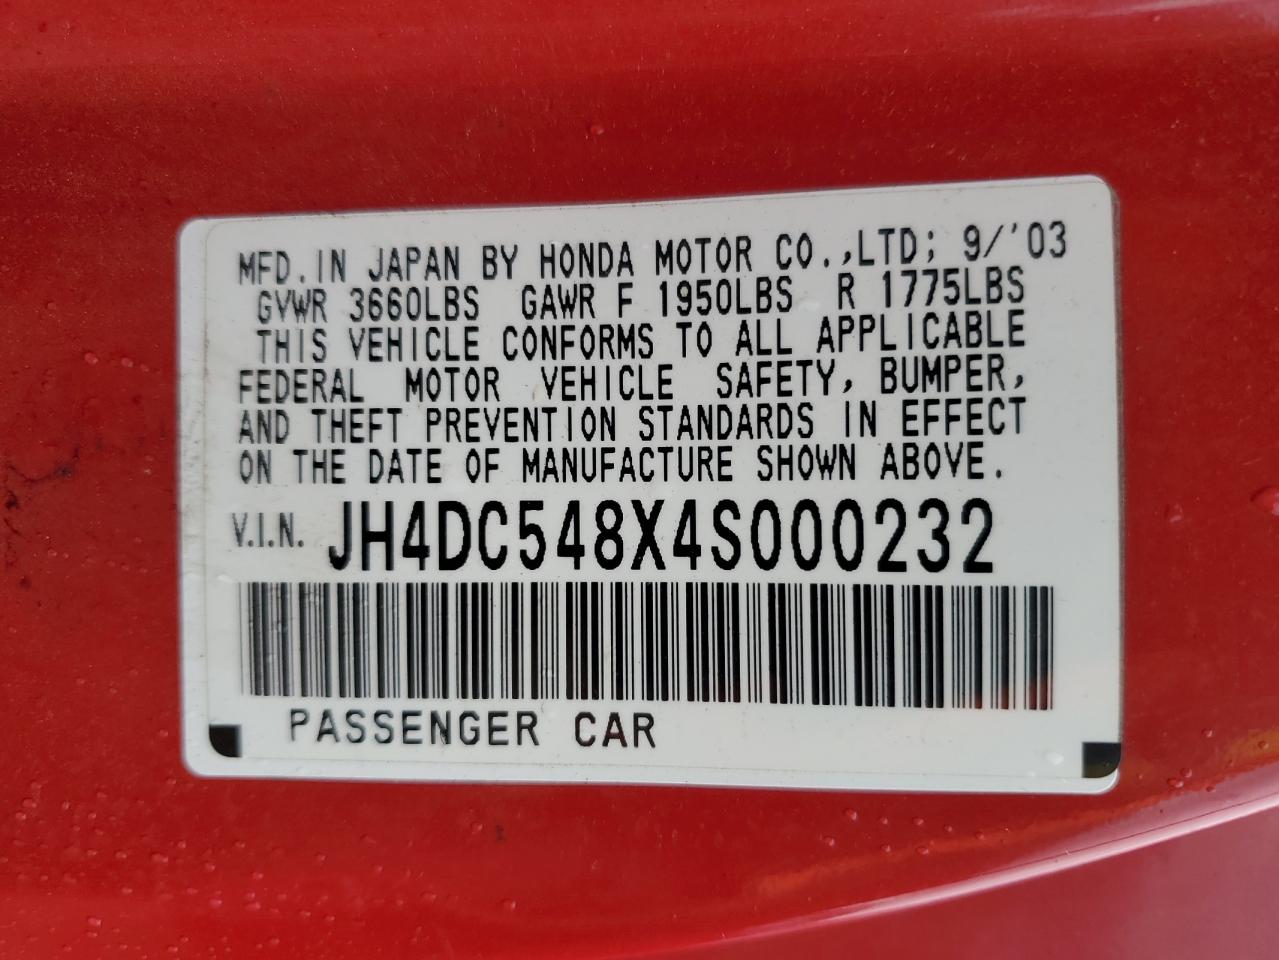 MFD.IN JAPAN BY HONDA MOTOR CO.,LTD; 9/'03
GVWR 3660LBS GAWR F 1950LBS R 1775LBS
THIS VEHICLE CONFORMS TO ALL APPLICABLE
FEDERAL MOTOR VEHICLE SAFETY, BUMPER,
AND THEFT PREVENTION STANDARDS IN EFFECT
ON THE DATE OF MANUFACTURE SHOWN ABOVE.
V.I.N. JH4DC548X4S000232
PASSENGER CAR